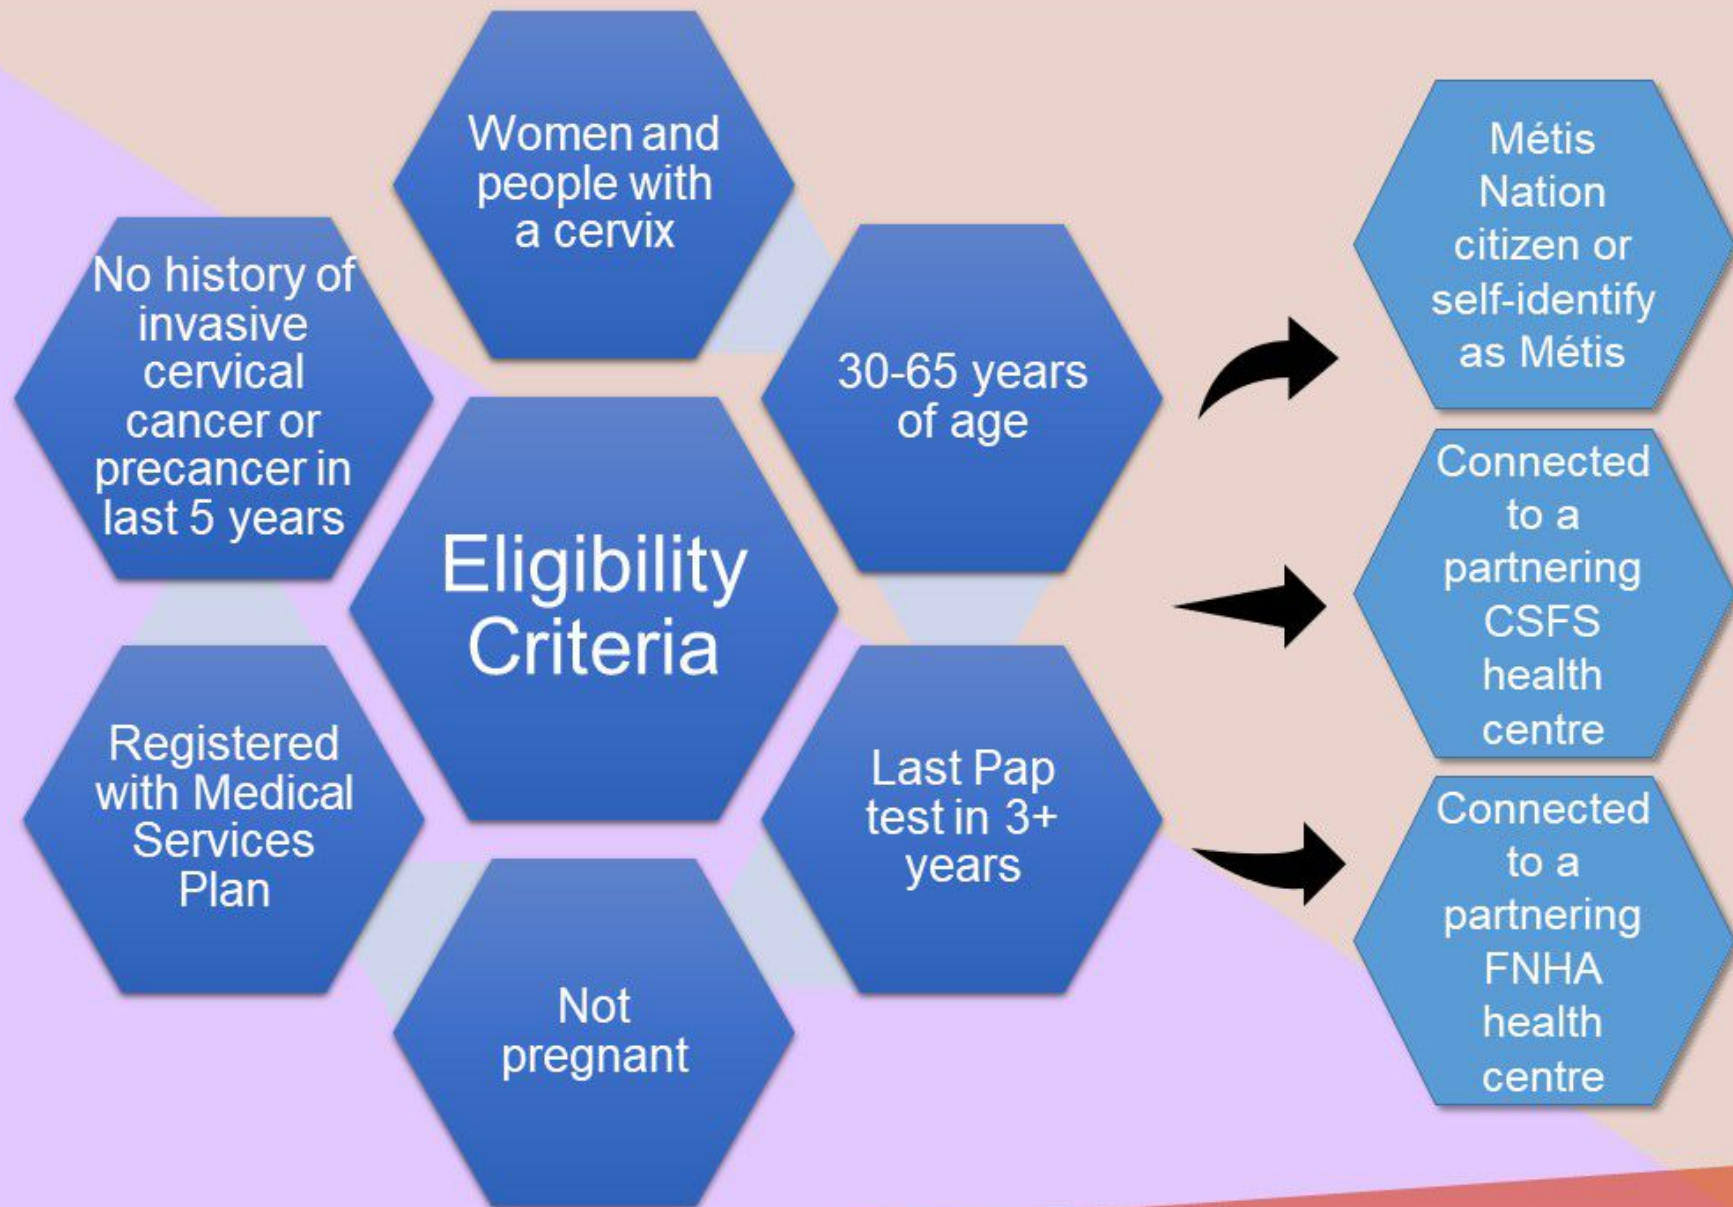 Women and
people with
a cervix
30-65 years
of age
Last Pap
test in 3+
years
Not
pregnant
Registered
with Medical
Services
Plan
No history of
invasive
cervical
cancer or
precancer in
last 5 years
Eligibility
Criteria
Métis
Nation
citizen or
self-identify
as Métis
Connected
to a
partnering
CSFS
health
centre
Connected
to a
partnering
FNHA
health
centre